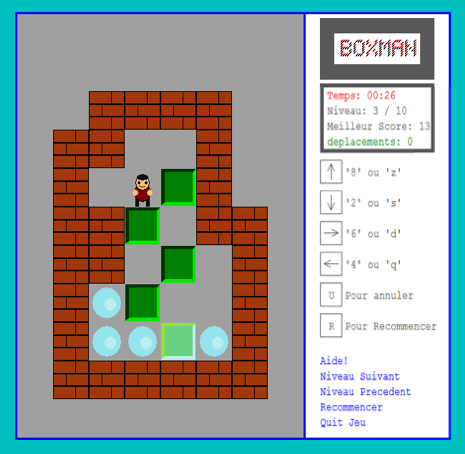 BOXMAN
Temps: 00:26
Niveau: 3 / 10
Meilleur Score: 13
deplacements: 0
'8' ou 'z'
'2' ou 's'
'6' ou 'd'
'4' ou 'q'
U Pour annuler
R Pour Recommencer
Aide!
Niveau Suivant
Niveau Precedent
Recommencer
Quit Jeu